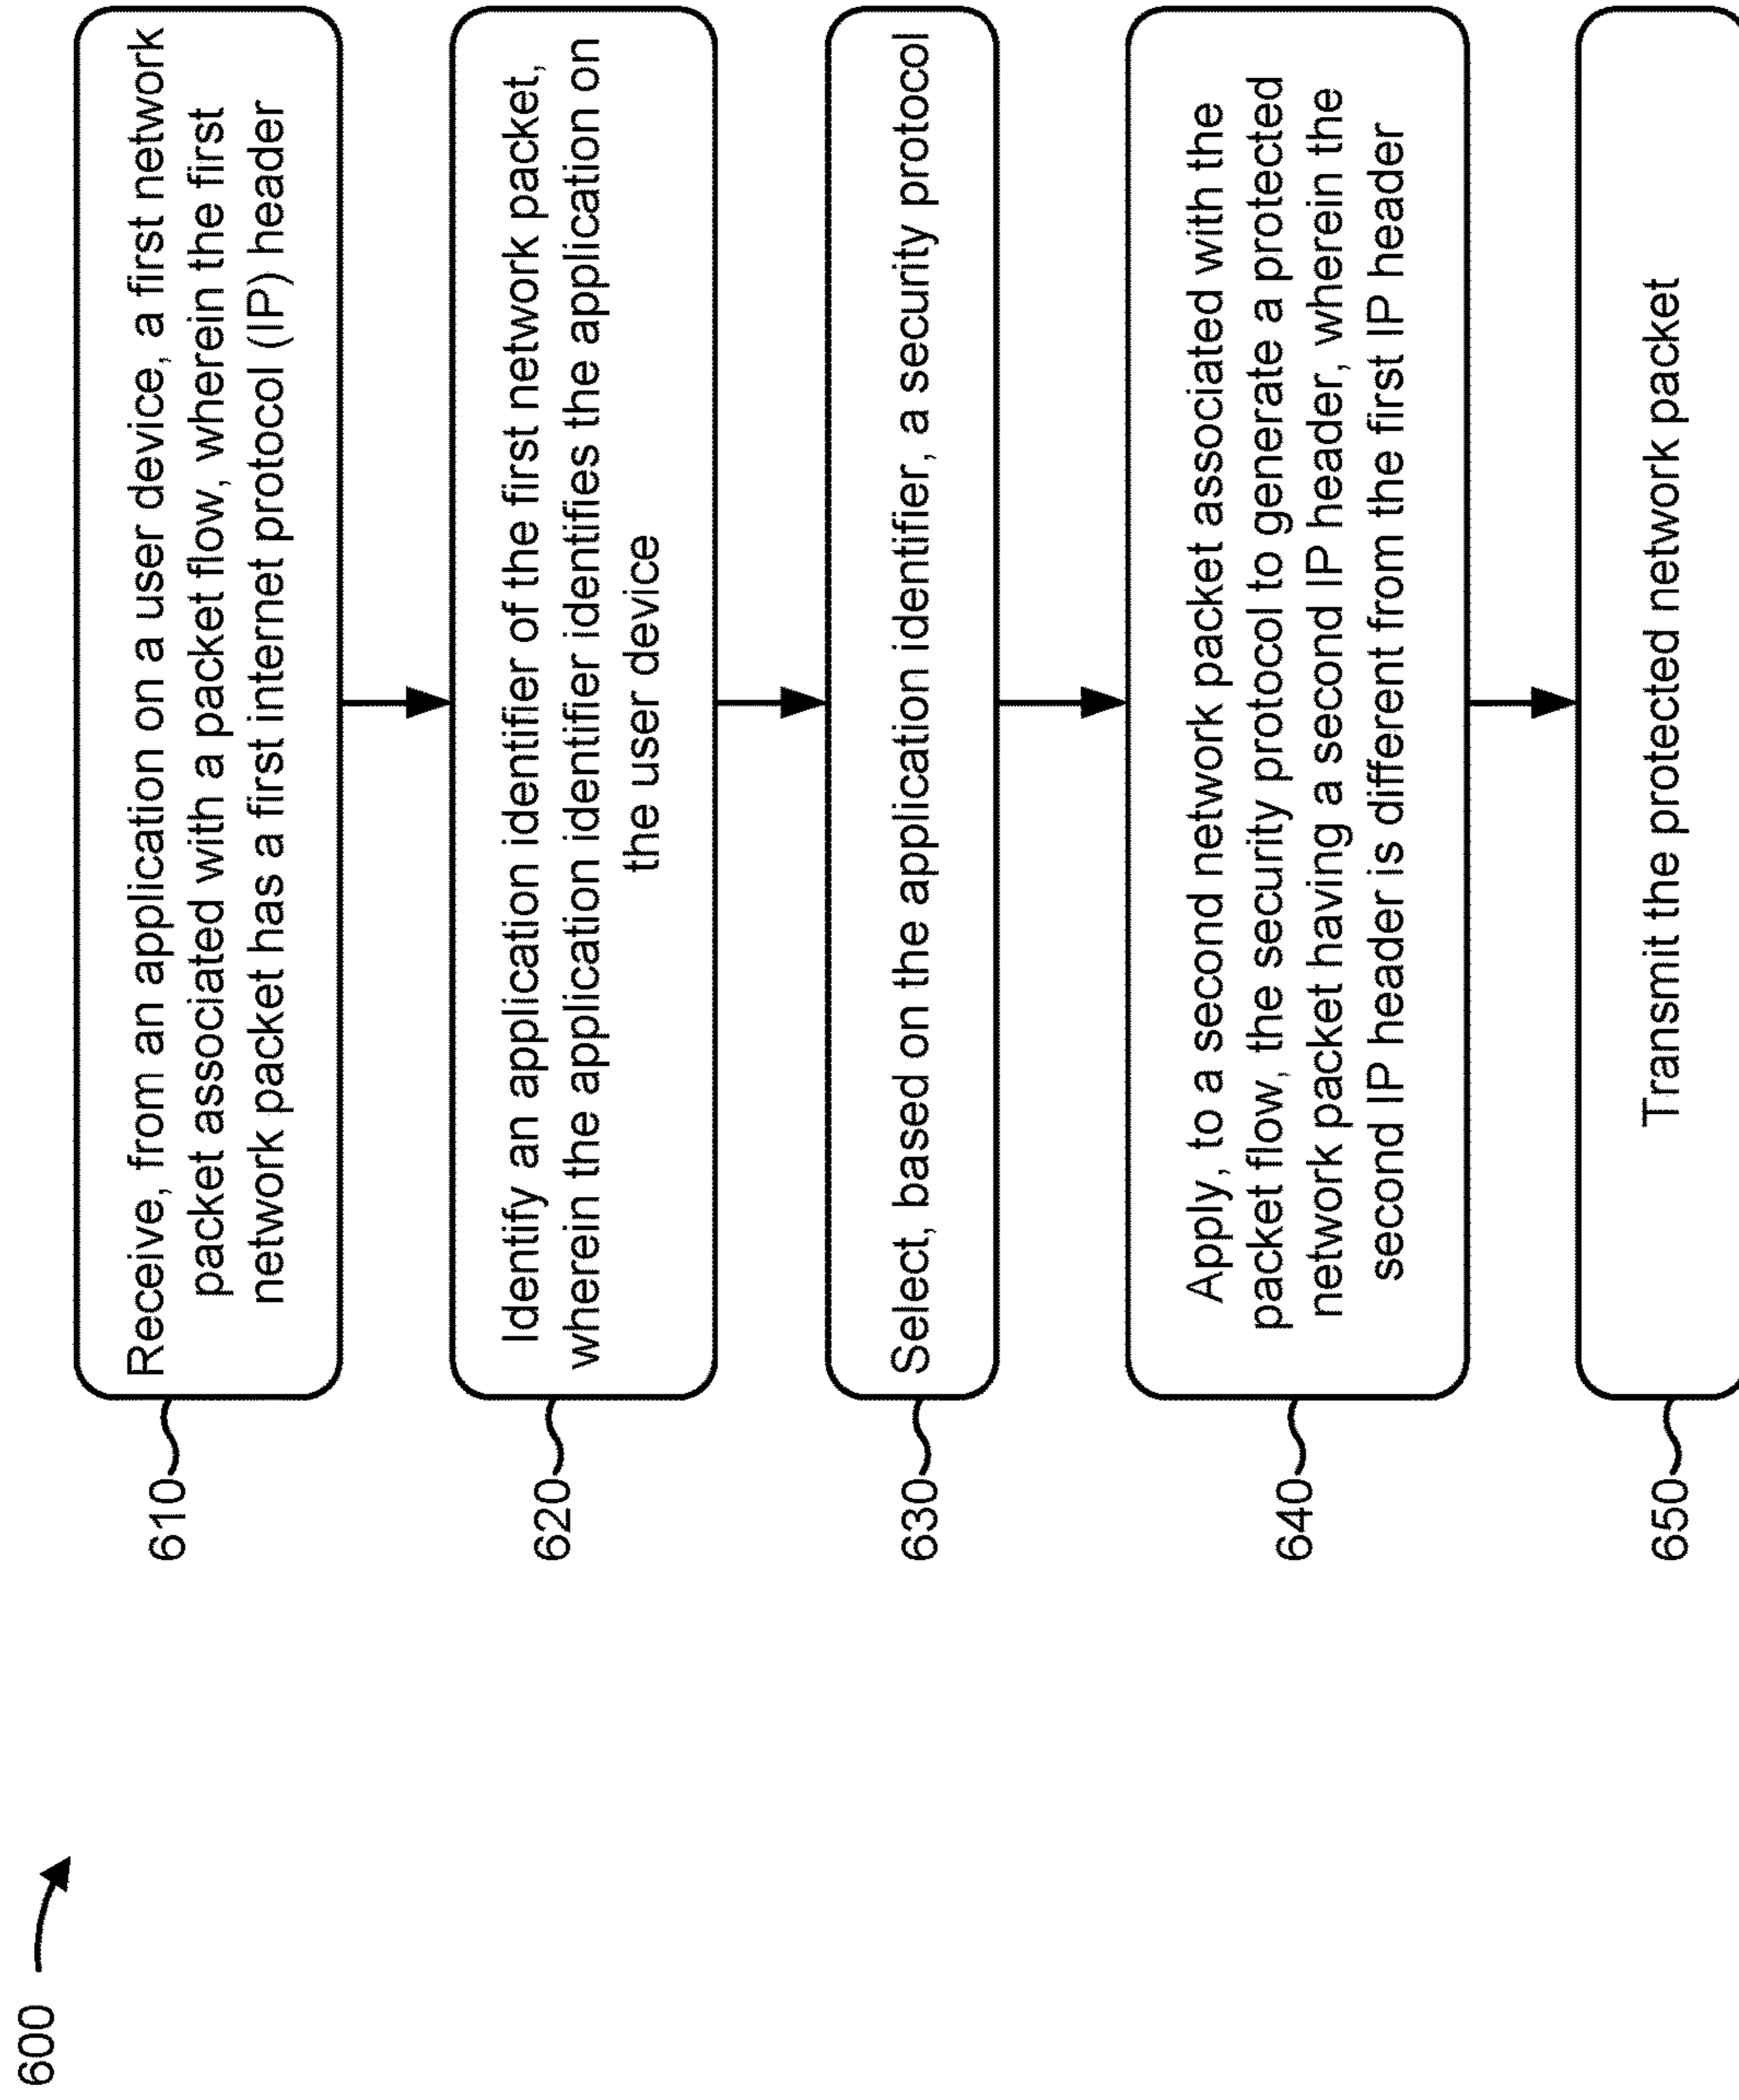 600
610
Receive, from an application on a user device, a first network
packet associated with a packet flow, wherein the first
network packet has a first internet protocol (IP) header
620
Identify an application identifier of the first network packet,
wherein the application identifier identifies the application on
the user device
630
Select, based on the application identifier, a security protocol
640
Apply, to a second network packet associated with the
packet flow, the security protocol to generate a protected
network packet having a second IP header, wherein the
second IP header is different from the first IP header
650
Transmit the protected network packet